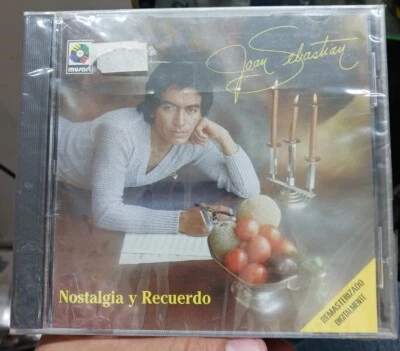 musart
Joan Sebastian
Nostalgia y Recuerdo
REMASTERIZADO
DIGITALMENTE